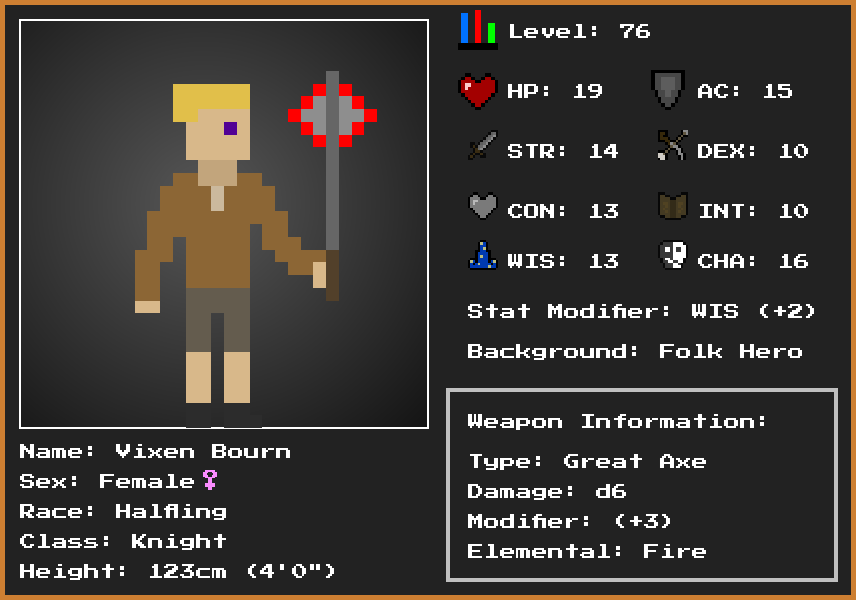 Level: 76
HP: 19
AC: 15
STR: 14
DEX: 10
CON: 13
INT: 10
WIS: 13
CHA: 16
Stat Modifier: WIS (+2)
Background: Folk Hero
Weapon Information:
Type: Great Axe
Damage: d6
Modifier: (+3)
Elemental: Fire
Name: Vixen Bourn
Sex: Female♀
Race: Halfling
Class: Knight
Height: 123cm (4'0")